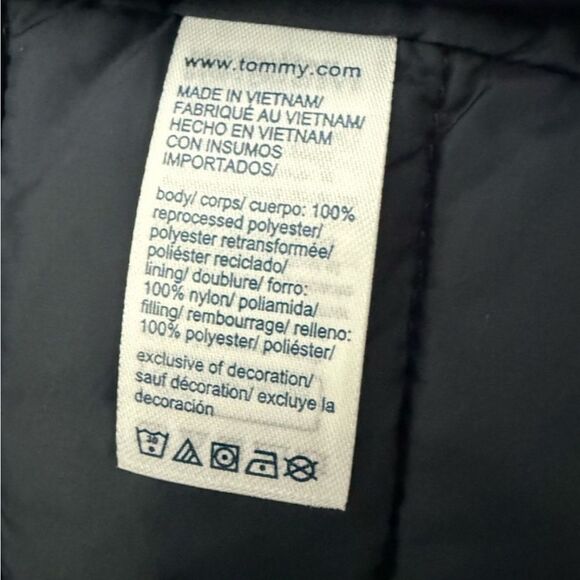 www.tommy.com
MADE IN VIETNAM/
FABRIQUÉ AU VIETNAM/
HECHO EN VIETNAM
CON INSUMOS
IMPORTADOS/
body/ corps/ cuerpo: 100%
reprocessed polyester/
polyester retransformée/
poliéster reciclado/
lining/ doublure/ forro:
100% nylon/ poliamida/
filling/ rembourrage/ relleno:
100% polyester/ poliéster/
exclusive of decoration/
sauf décoration/ excluye la
decoración
30